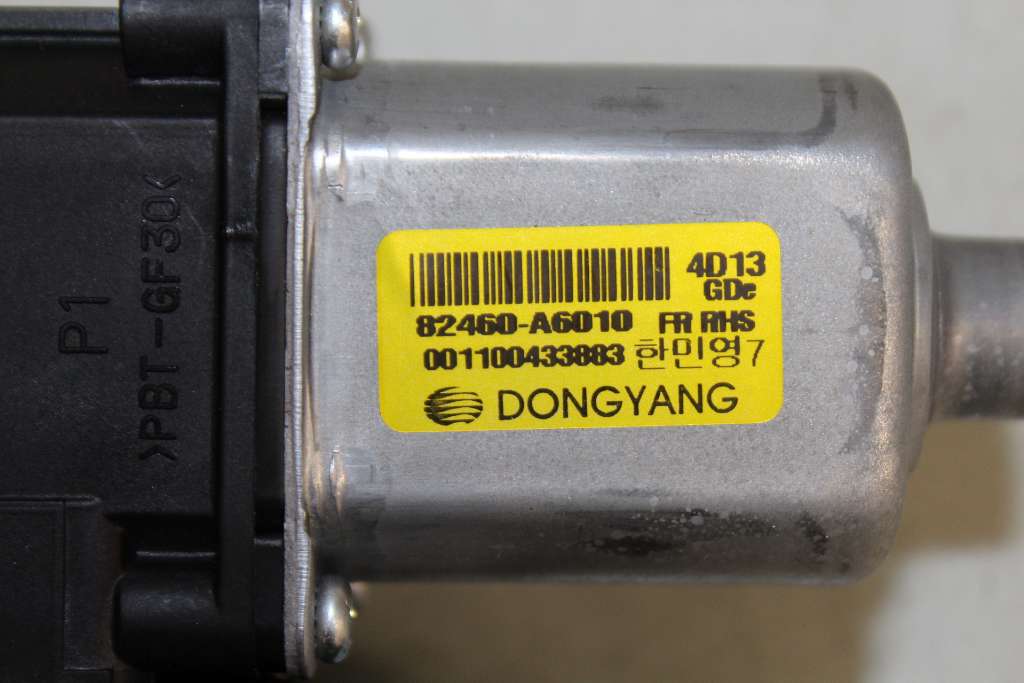 P1
>PBT-GF30<
4D13
GDe
82460-A6010 FR RHS
001100433883 한민영7
DONGYANG